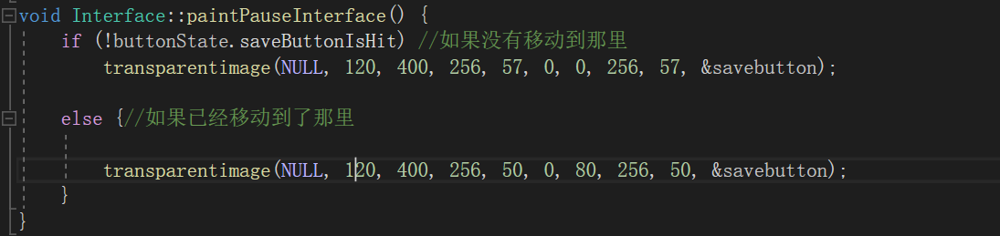 void Interface::paintPauseInterface() {
if (!buttonState.saveButtonIsHit) //如果没有移动到那里
transparentimage(NULL, 120, 400, 256, 57, 0, 0, 256, 57, &savebutton);
else {//如果已经移动到了那里
transparentimage(NULL, 120, 400, 256, 50, 0, 80, 256, 50, &savebutton);
}
}